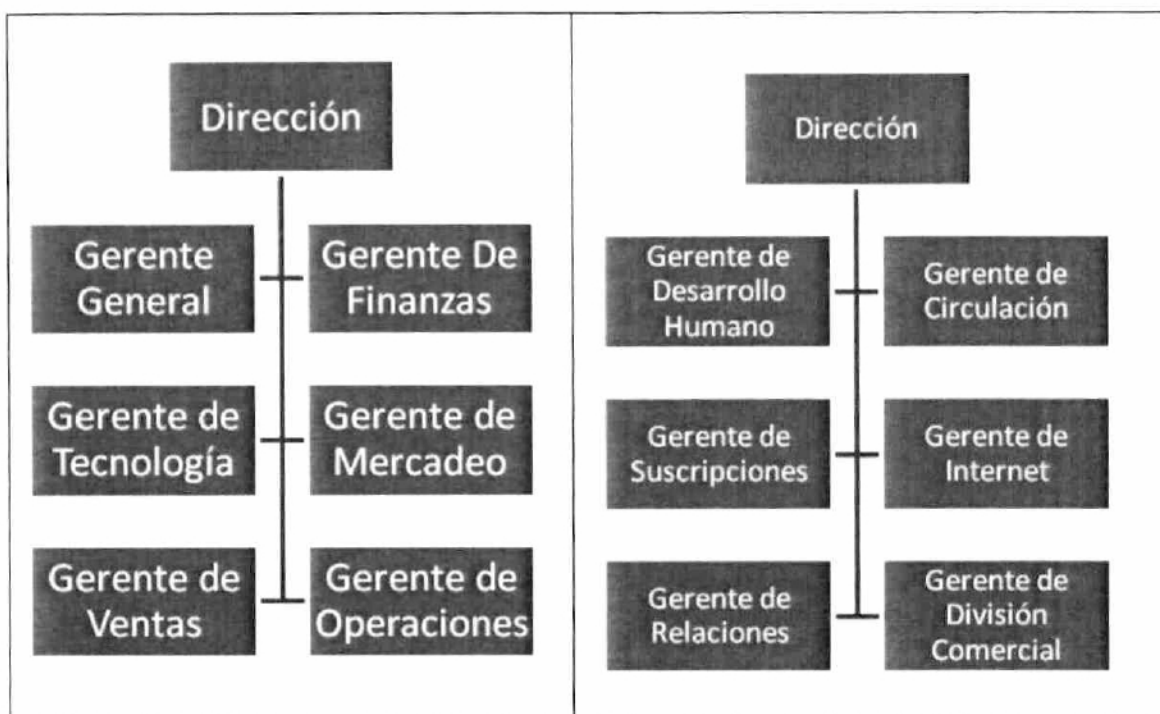 Dirección
Gerente
General
Gerente De
Finanzas
Gerente de
Tecnología
Gerente de
Mercadeo
Gerente de
Ventas
Gerente de
Operaciones
Dirección
Gerente de
Desarrollo
Humano
Gerente de
Circulación
Gerente de
Suscripciones
Gerente de
Internet
Gerente de
Relaciones
Gerente de
División
Comercial